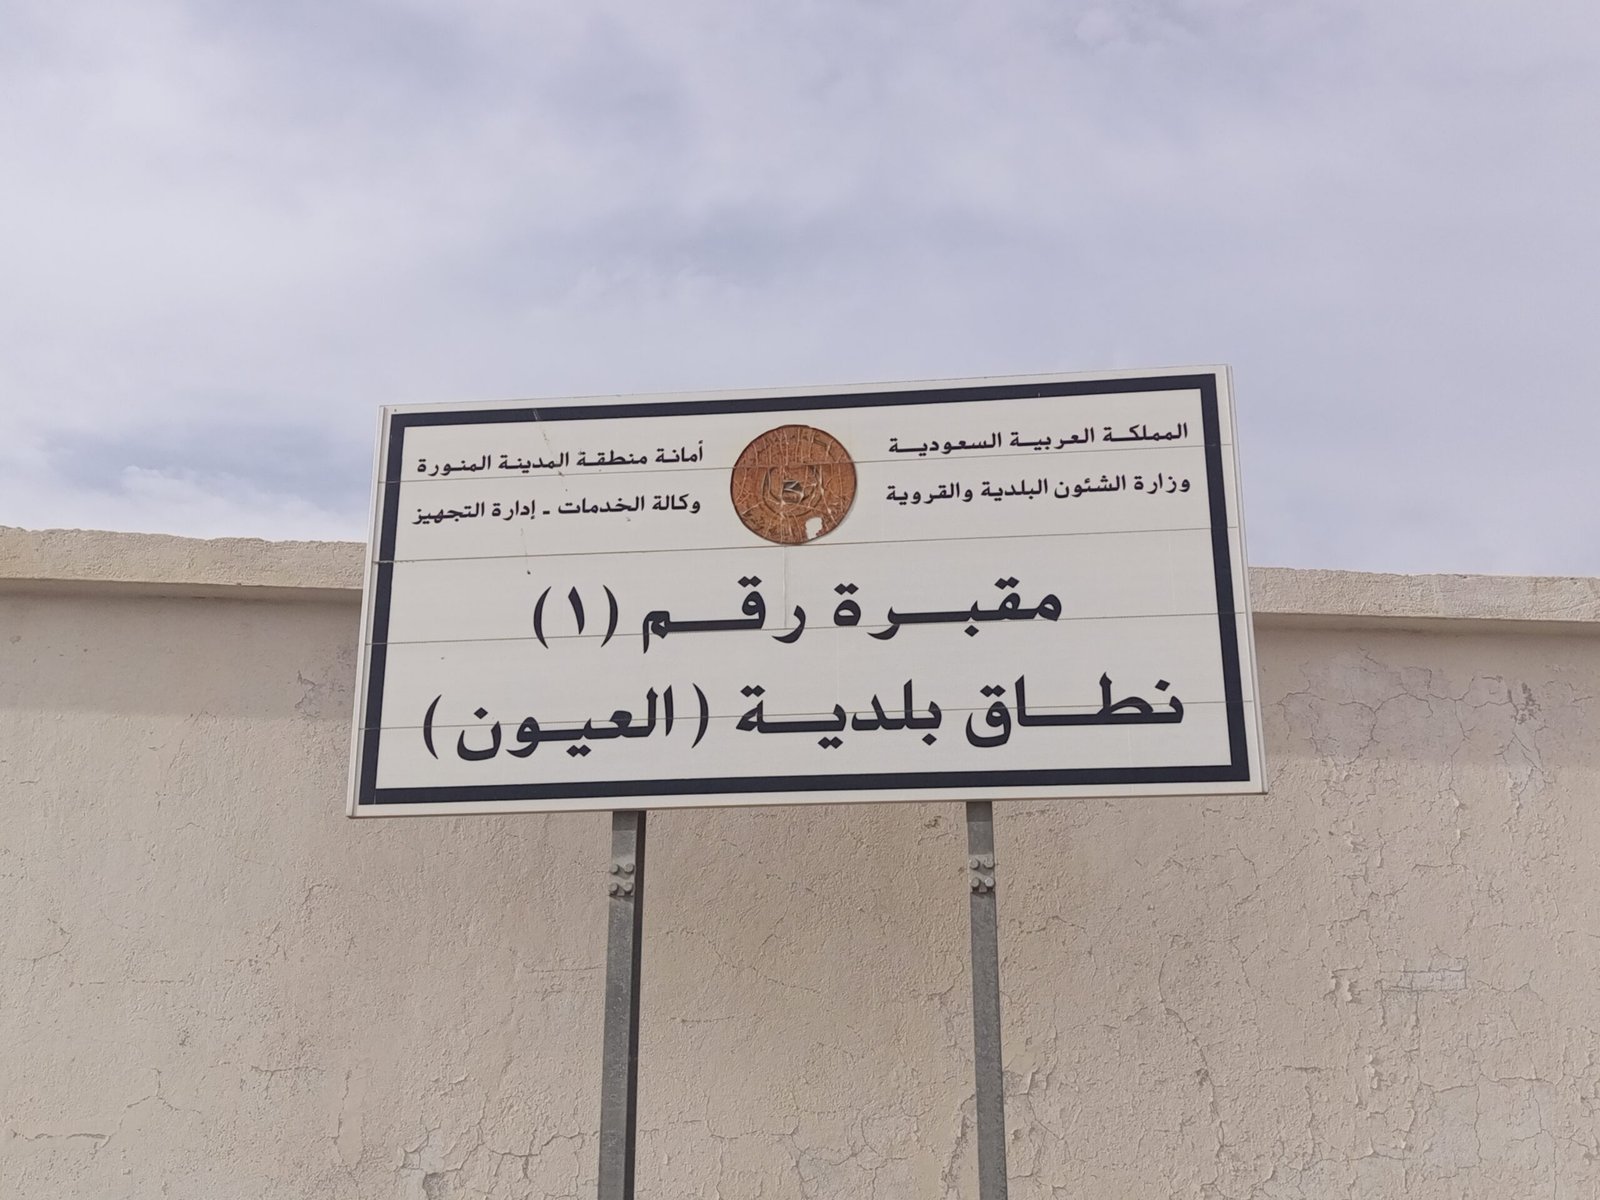 المملكة العربية السعودية
وزارة الشئون البلدية والقروية
أمانة منطقة المدينة المنورة
وكالة الخدمات - إدارة التجهيز
مقبرة رقم (١)
نطاق بلدية (العيون)